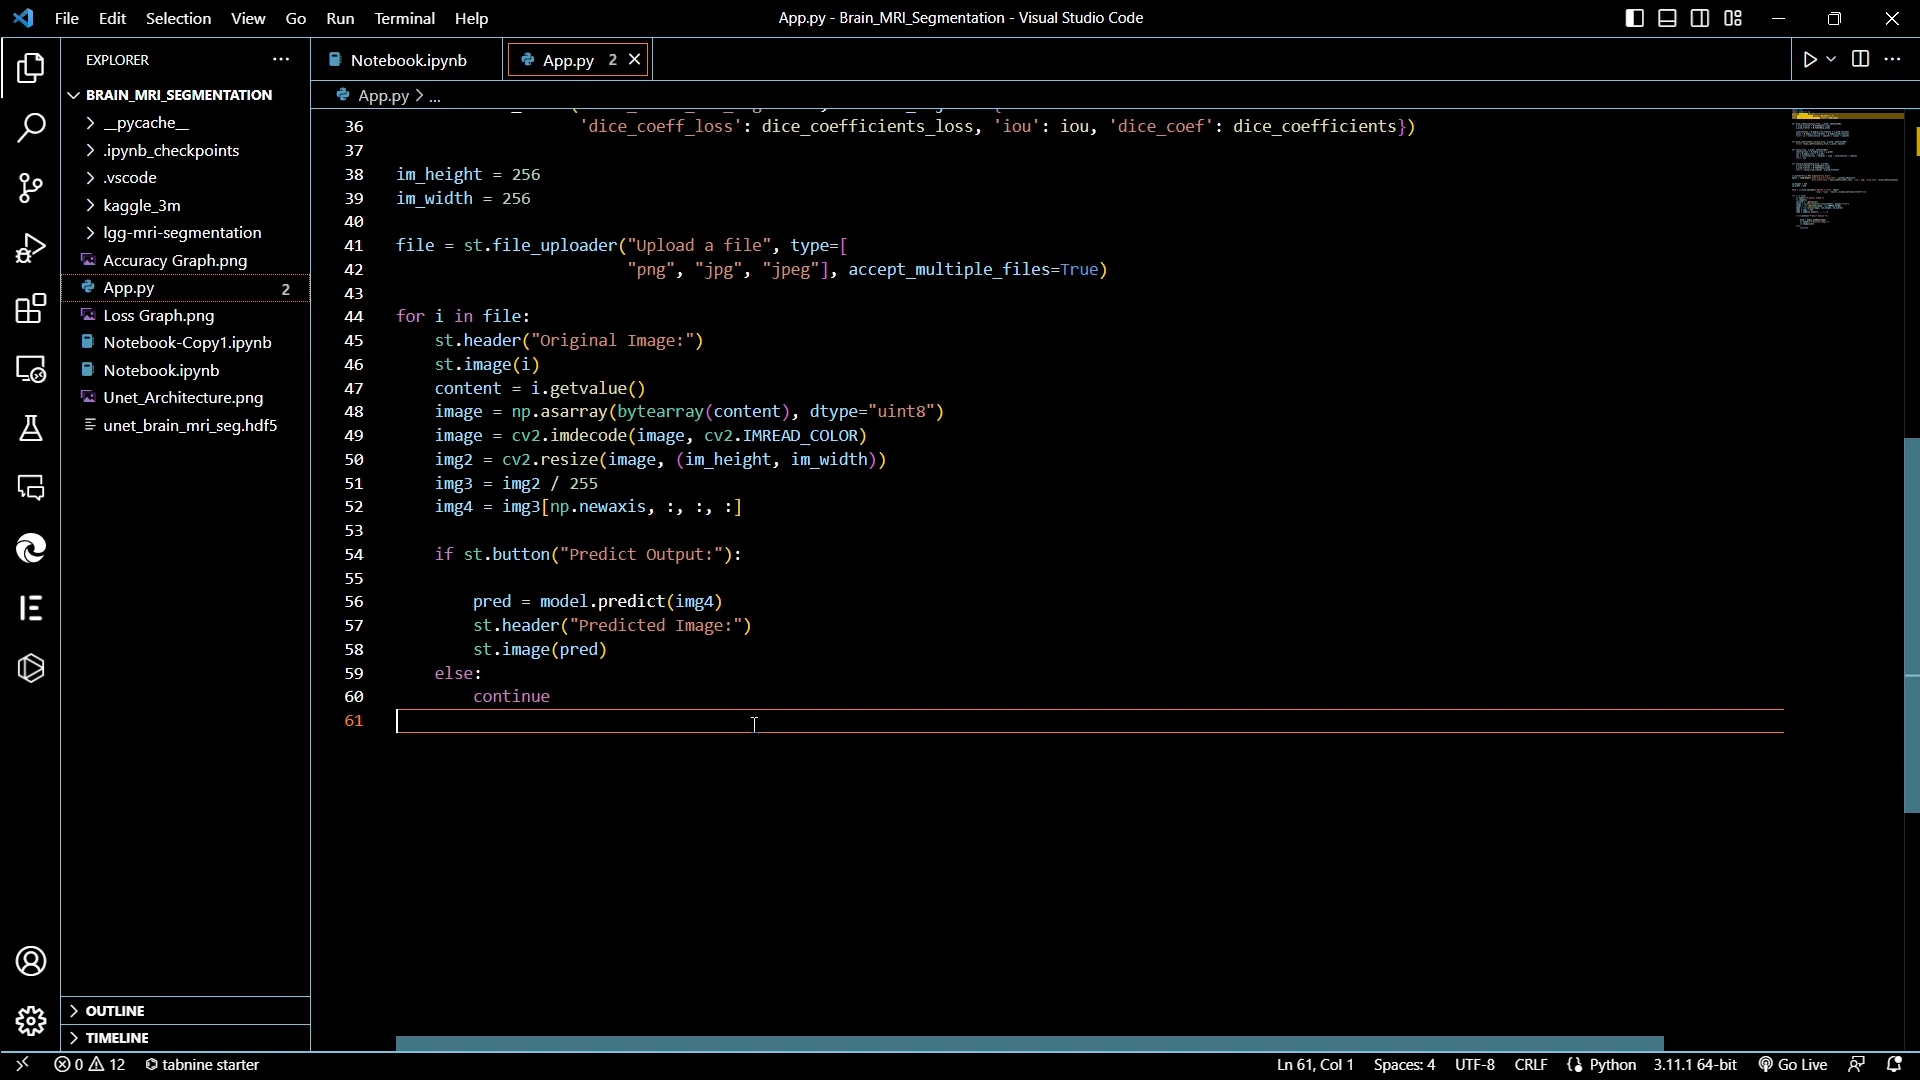 File Edit Selection View Go Run Terminal Help
App.py - Brain_MRI_Segmentation - Visual Studio Code
EXPLORER
Notebook.ipynb
App.py 2
BRAIN_MRI_SEGMENTATION
App.py > ...
__pycache__
.ipynb_checkpoints
.vscode
kaggle_3m
lgg-mri-segmentation
Accuracy Graph.png
App.py 2
Loss Graph.png
Notebook-Copy1.ipynb
Notebook.ipynb
Unet_Architecture.png
unet_brain_mri_seg.hdf5
36 'dice_coeff_loss': dice_coefficients_loss, 'iou': iou, 'dice_coef': dice_coefficients})
37
38 im_height = 256
39 im_width = 256
40
41 file = st.file_uploader("Upload a file", type=[
42 "png", "jpg", "jpeg"], accept_multiple_files=True)
43
44 for i in file:
45 st.header("Original Image:")
46 st.image(i)
47 content = i.getvalue()
48 image = np.asarray(bytearray(content), dtype="uint8")
49 image = cv2.imdecode(image, cv2.IMREAD_COLOR)
50 img2 = cv2.resize(image, (im_height, im_width))
51 img3 = img2 / 255
52 img4 = img3[np.newaxis, :, :, :]
53
54 if st.button("Predict Output:"):
55
56 pred = model.predict(img4)
57 st.header("Predicted Image:")
58 st.image(pred)
59 else:
60 continue
61
OUTLINE
TIMELINE
0 12 tabnine starter
Ln 61, Col 1 Spaces: 4 UTF-8 CRLF Python 3.11.1 64-bit Go Live